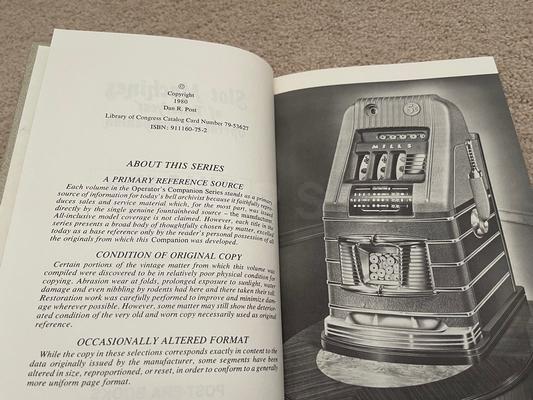 ©
Copyright
1980
Dan R. Post
Library of Congress Catalog Card Number 79-53627
ISBN: 911160-75-2
ABOUT THIS SERIES
A PRIMARY REFERENCE SOURCE
Each volume in the Operator's Companion Series stands as a primary
source of information for today's bell archivist because it faithfully repro-
duces sales and service material which, for the most part, was issued
directly by the single genuine fountainhead source – the manufacturer.
All-inclusive model coverage is not claimed. However, each title in the
series presents a broad body of thoughtfully chosen key matter, excelled
today as a base reference only by the reader's personal possession of all
the originals from which this Companion was developed.
CONDITION OF ORIGINAL COPY
Certain portions of the vintage matter from which this volume was
compiled were discovered to be in relatively poor physical condition for
copying. Abrasion wear at folds, prolonged exposure to sunlight, water
damage and even nibbling by rodents had here and there taken their toll.
Restoration work was carefully performed to improve and minimize dam-
age wherever possible. However, some matter may still show the deterior-
ated condition of the very old and worn copy necessarily used as original
reference.
OCCASIONALLY ALTERED FORMAT
While the copy in these selections corresponds exactly in content to the
data originally issued by the manufacturer, some segments have been
altered in size, reproportioned, or reset, in order to conform to a generally
more uniform page format.
MILLS